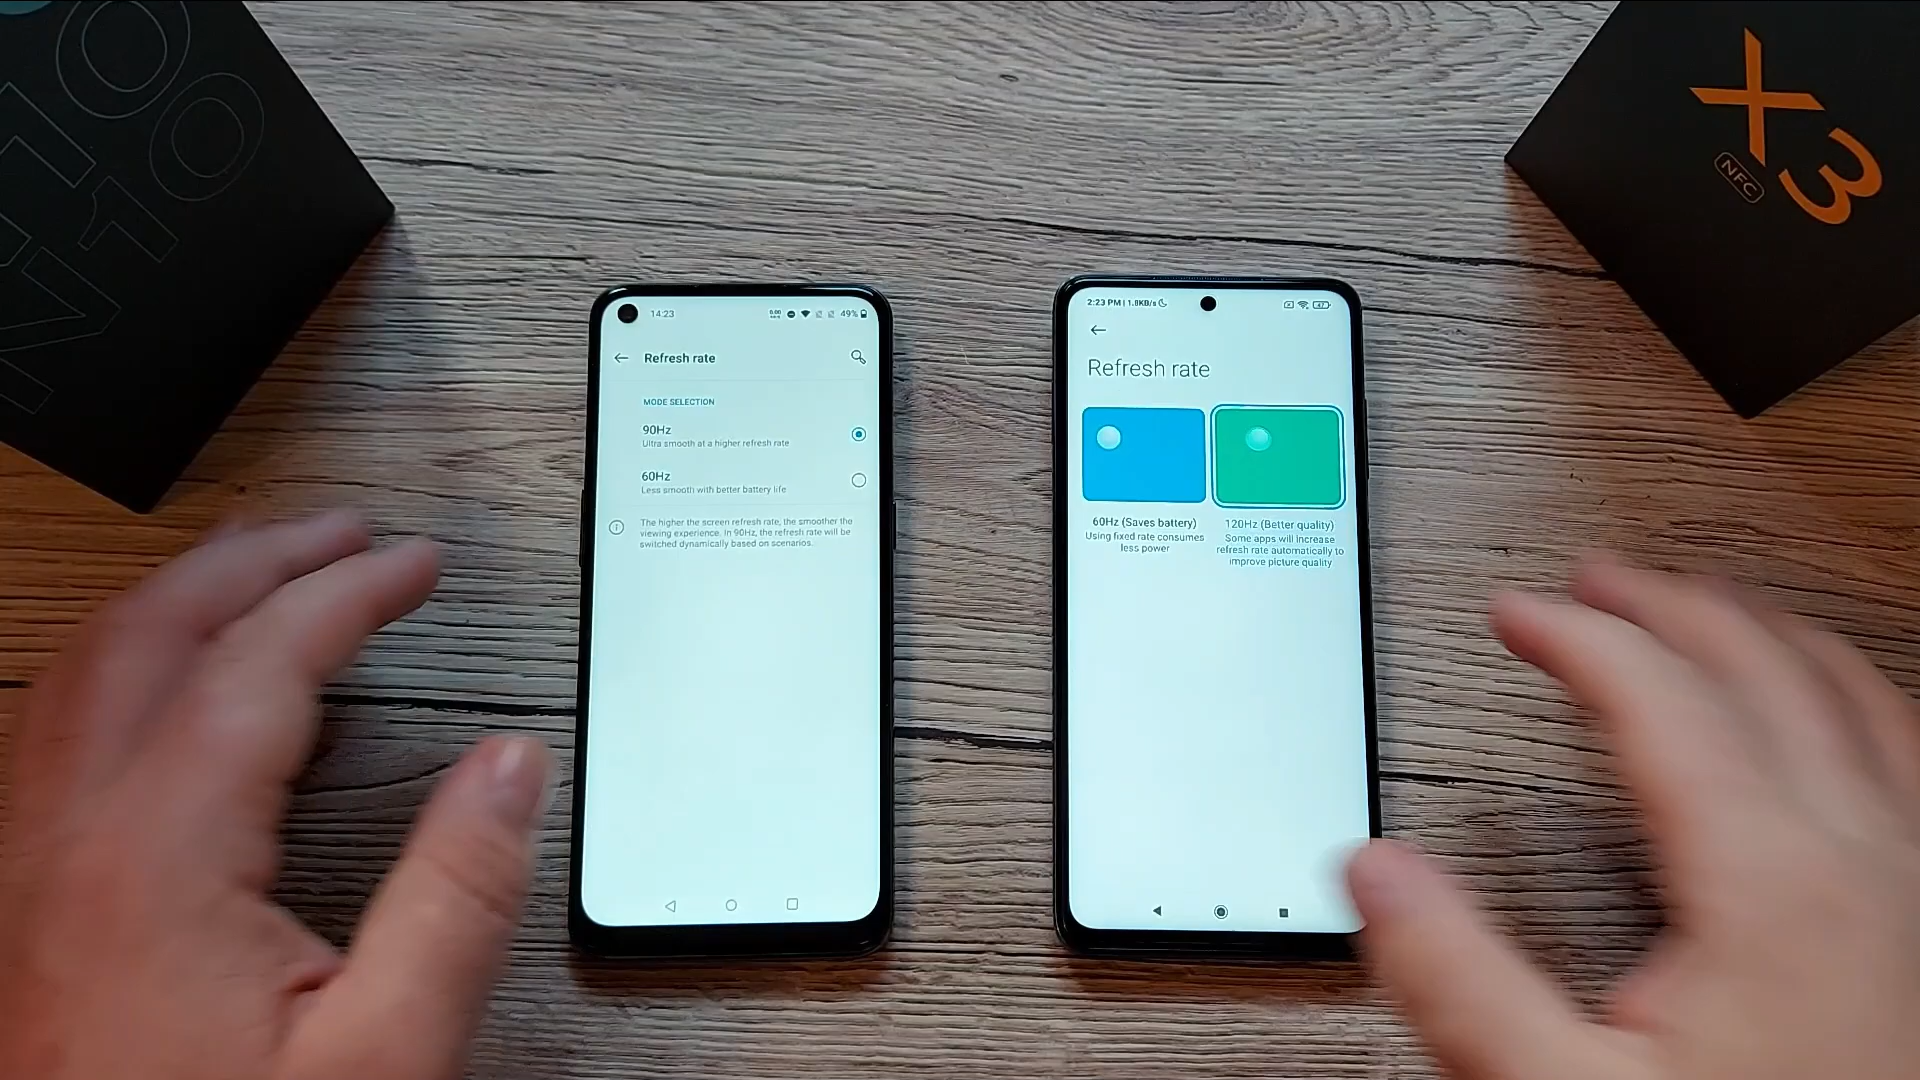 N10
N10
X3
NFC
14:23
49%
Refresh rate
MODE SELECTION
90Hz
Ultra smooth at a higher refresh rate
60Hz
Less smooth with better battery life
The higher the screen refresh rate, the smoother the
viewing experience. In 90Hz, the refresh rate will be
switched dynamically based on scenarios.
2:23 PM | 1.8KB/s
47
Refresh rate
60Hz (Saves battery)
Using fixed rate consumes
less power
120Hz (Better quality)
Some apps will increase
refresh rate automatically to
improve picture quality